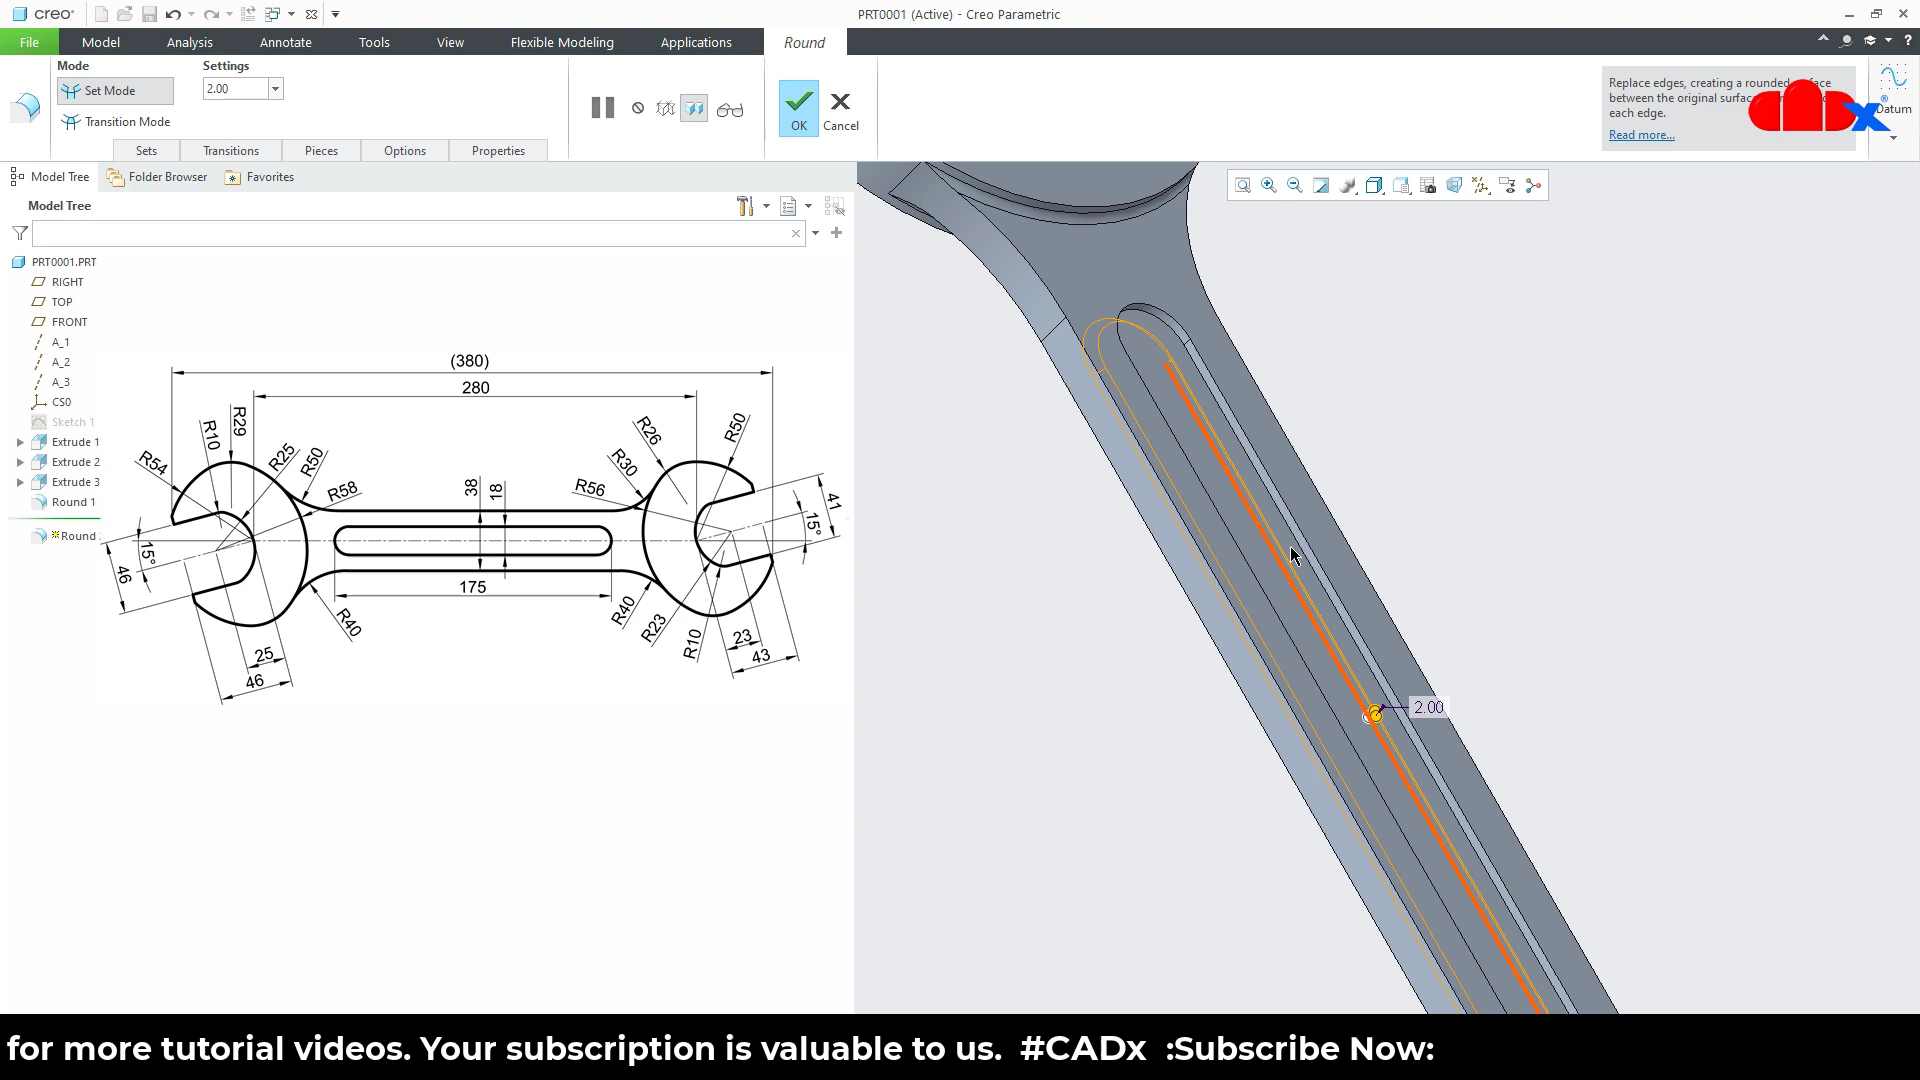 creo
PRT0001 (Active) - Creo Parametric
File Model Analysis Annotate Tools View Flexible Modeling Applications Round
Mode
Set Mode
Transition Mode
Settings
2.00
OK
Cancel
Sets Transitions Pieces Options Properties
Replace edges, creating a rounded
between the original
each edge.
Read more...
CADx
Datum
Model Tree Folder Browser Favorites
Model Tree
PRT0001.PRT
RIGHT
TOP
FRONT
A_1
A_2
A_3
CS0
Sketch 1
Extrude 1
Extrude 2
Extrude 3
Round 1
Round
(380)
280
R10
R29
R25
R50
R54
R58
38
18
R26
R30
R56
R50
41
15°
15°
46
175
R40
25
46
R40
R23
R10
23
43
2.00
for more tutorial videos. Your subscription is valuable to us. #CADx :Subscribe Now: